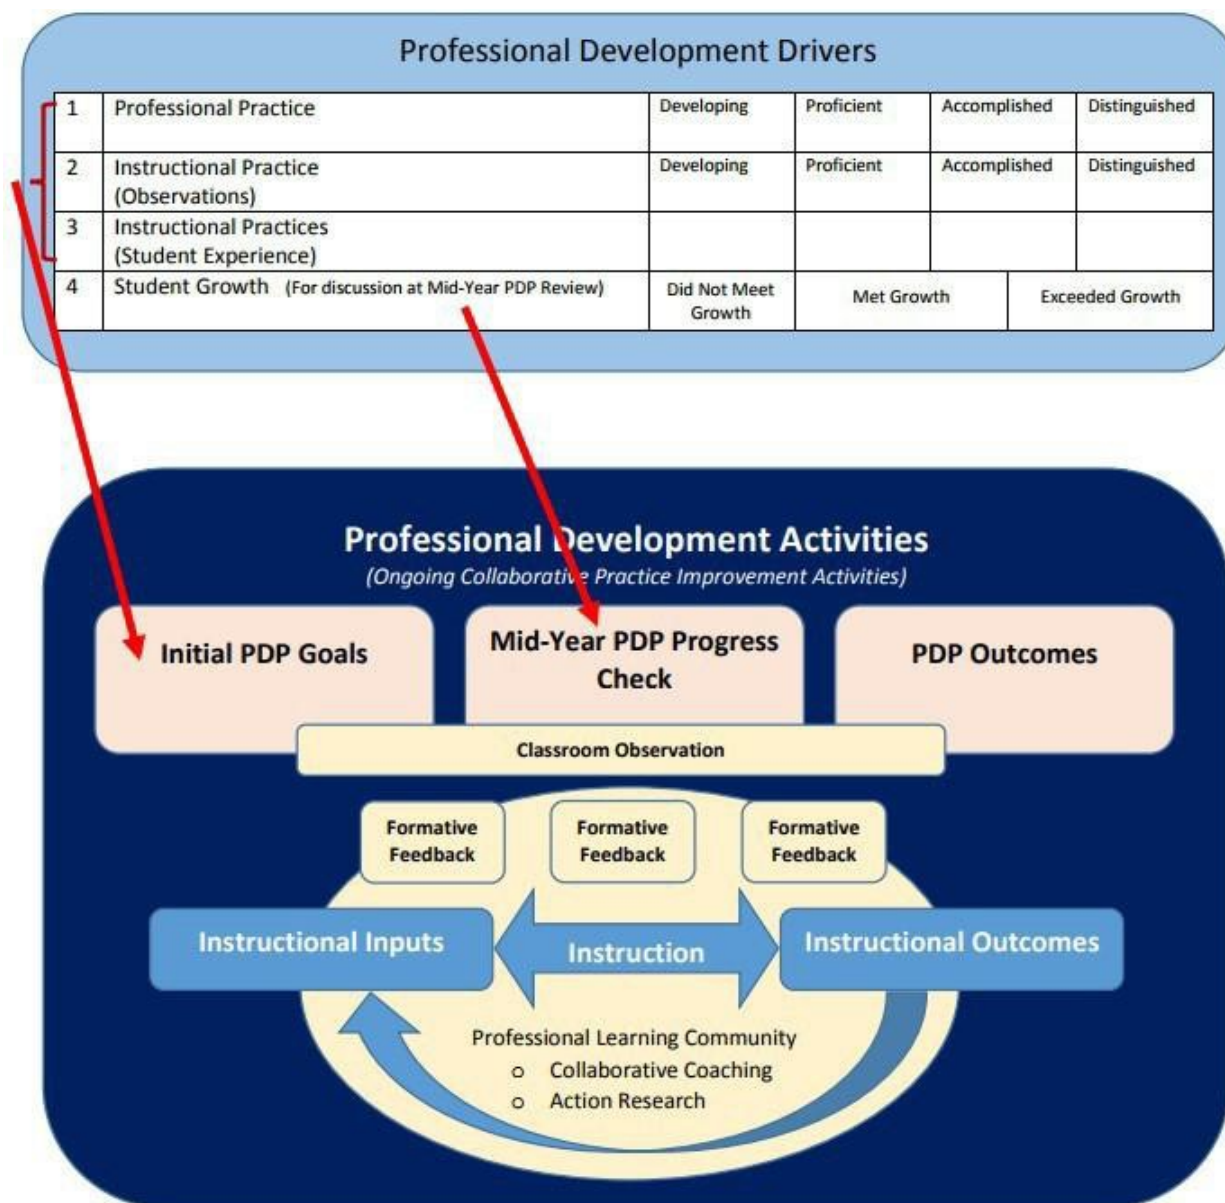 Professional Development Drivers
1 Professional Practice Developing Proficient Accomplished Distinguished
2 Instructional Practice Developing Proficient Accomplished Distinguished
(Observations)
3 Instructional Practices
(Student Experience)
4 Student Growth (For discussion at Mid-Year PDP Review) Did Not Meet Met Growth Exceeded Growth
Growth
Professional Development Activities
(Ongoing Collaborative Practice Improvement Activities)
Initial PDP Goals
Mid-Year PDP Progress
Check
PDP Outcomes
Classroom Observation
Formative
Feedback
Formative
Feedback
Formative
Feedback
Instructional Inputs
Instruction
Instructional Outcomes
Professional Learning Community
o Collaborative Coaching
o Action Research